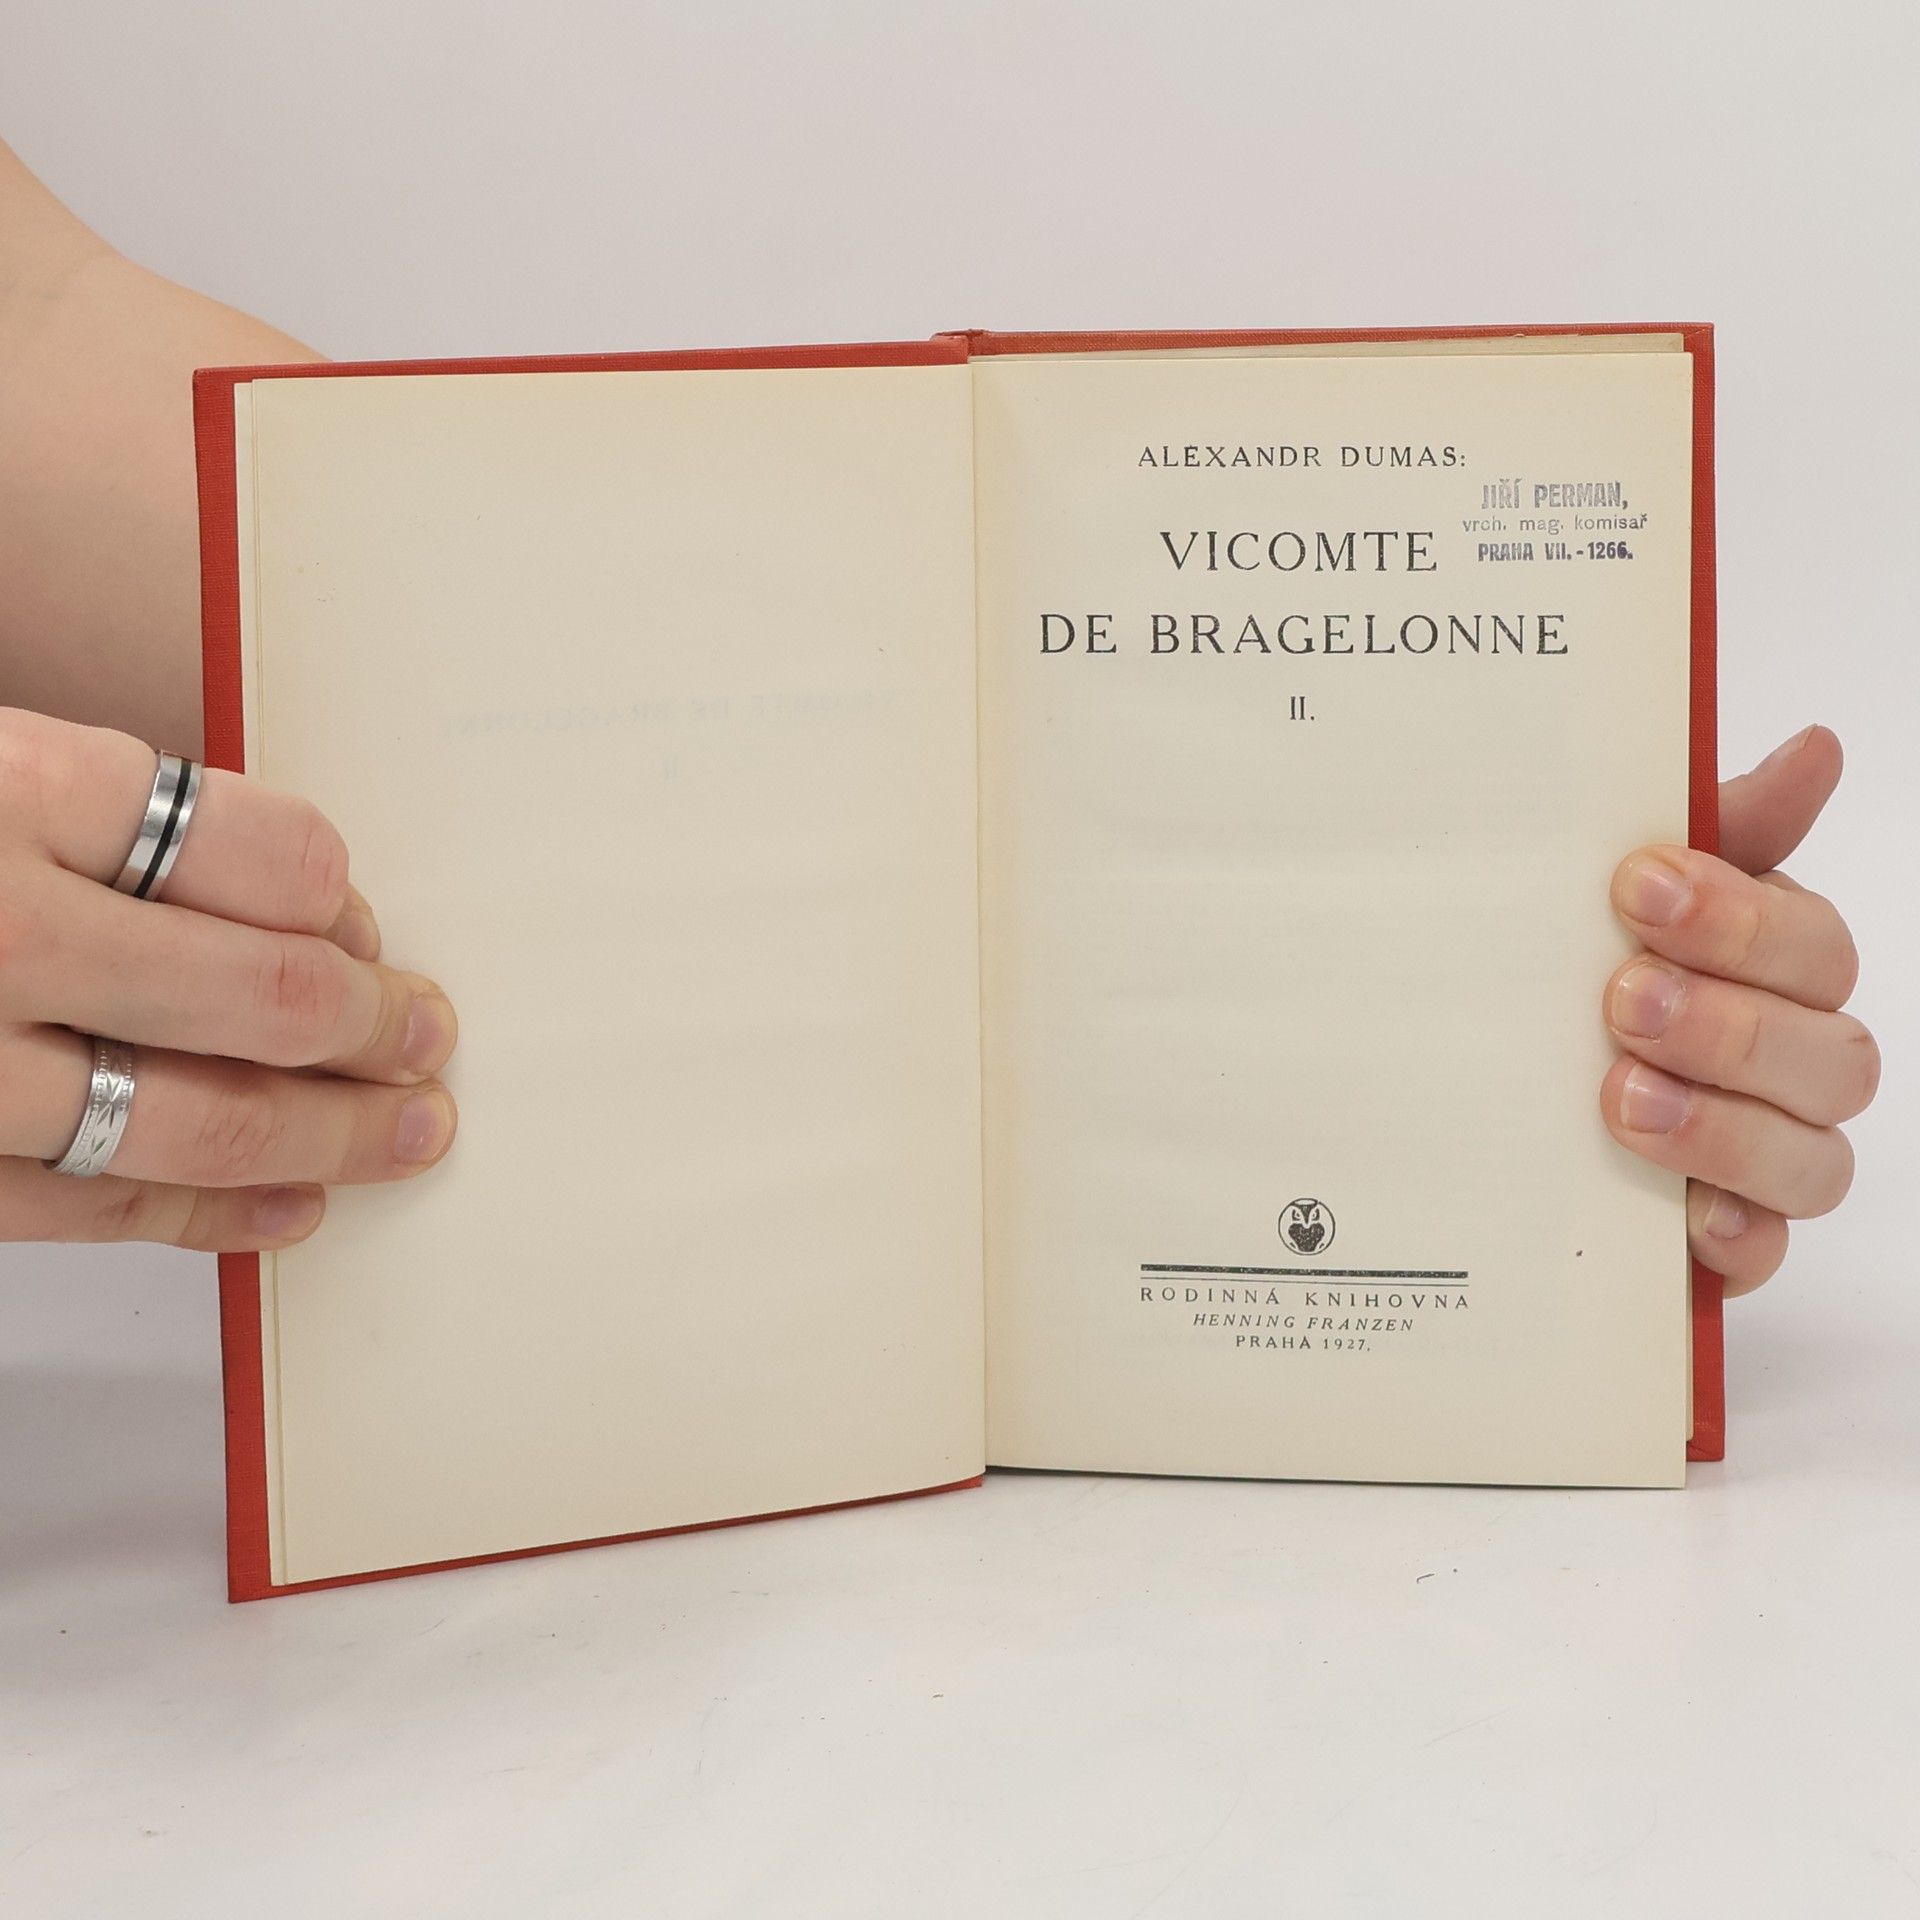 ALEXANDR DUMAS:
JIŘÍ PERMAN,
vrch. mag. komisař
PRAHA VII. - 1266.
VICOMTE
DE BRAGELONNE
II.
RODINNÁ KNIHOVNA
HENNING FRANZEN
PRAHA 1927.